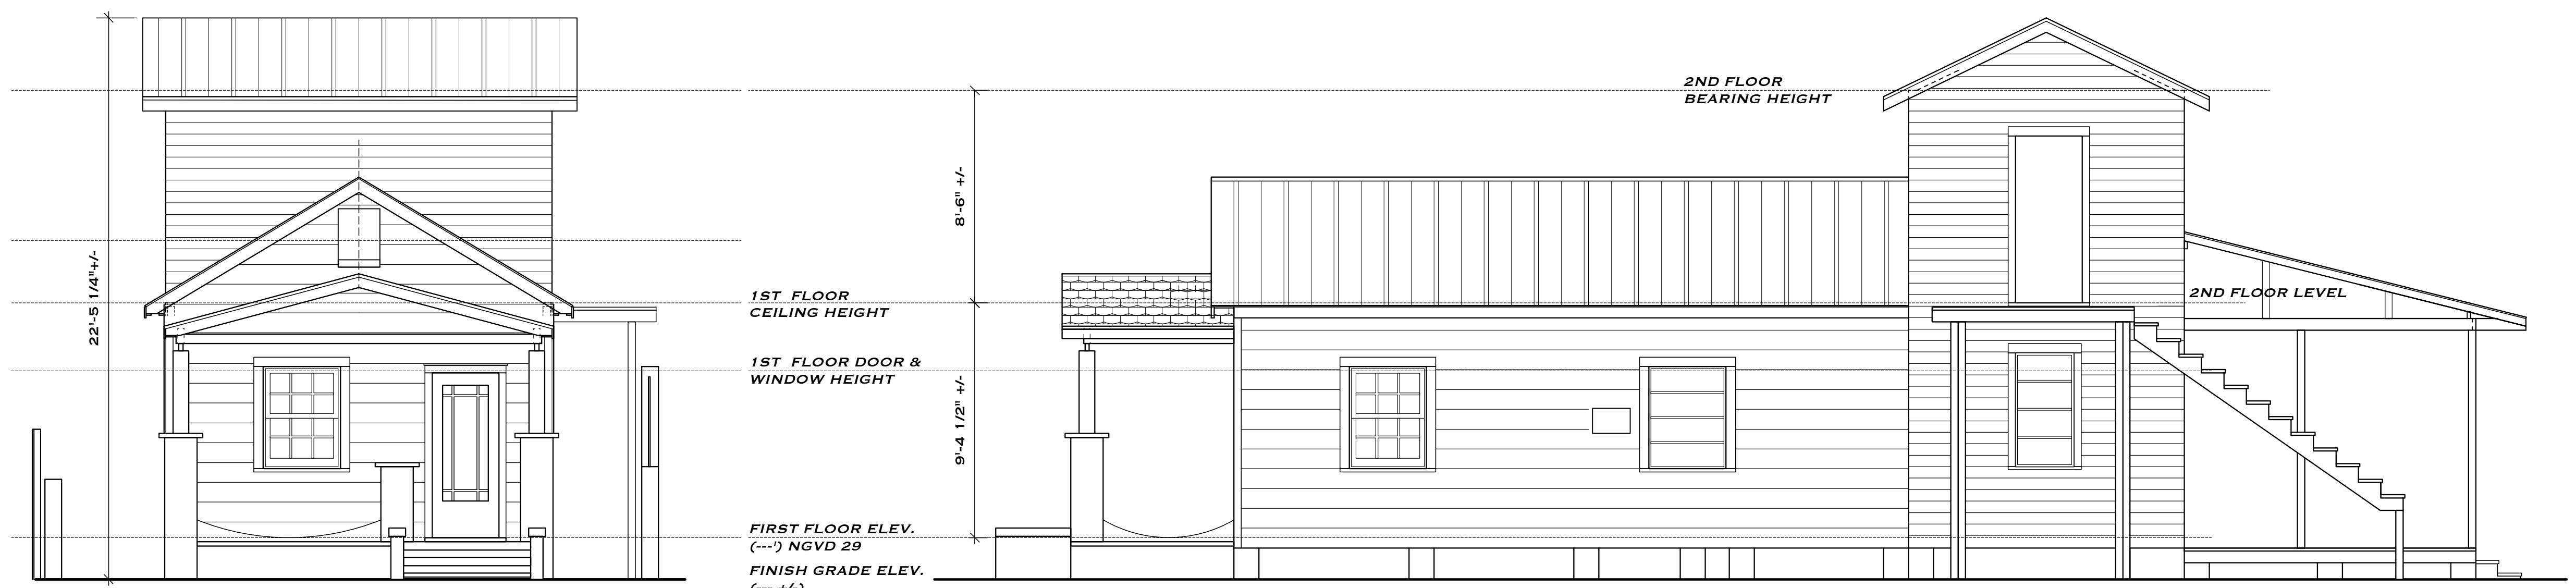 22'-5 1/4"+/-
1ST FLOOR
CEILING HEIGHT
1ST FLOOR DOOR &
WINDOW HEIGHT
FIRST FLOOR ELEV.
(---') NGVD 29
FINISH GRADE ELEV.
8'-6" +/-
9'-4 1/2" +/-
2ND FLOOR
BEARING HEIGHT
2ND FLOOR LEVEL